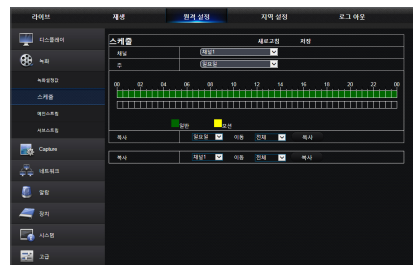 라이브 재생 원격 설정 지역 설정 로그 아웃
디스플레이
녹화
녹화설정값
스케줄
메인스트림
서브스트림
Capture
네트워크
알람
장치
시스템
고급
스케줄 새로고침 저장
채널 채널1
주 일요일
00 02 04 06 08 10 12 14 16 18 20 22 00
일반 모션
복사 일요일 이동 전체 복사
복사 채널1 이동 전체 복사